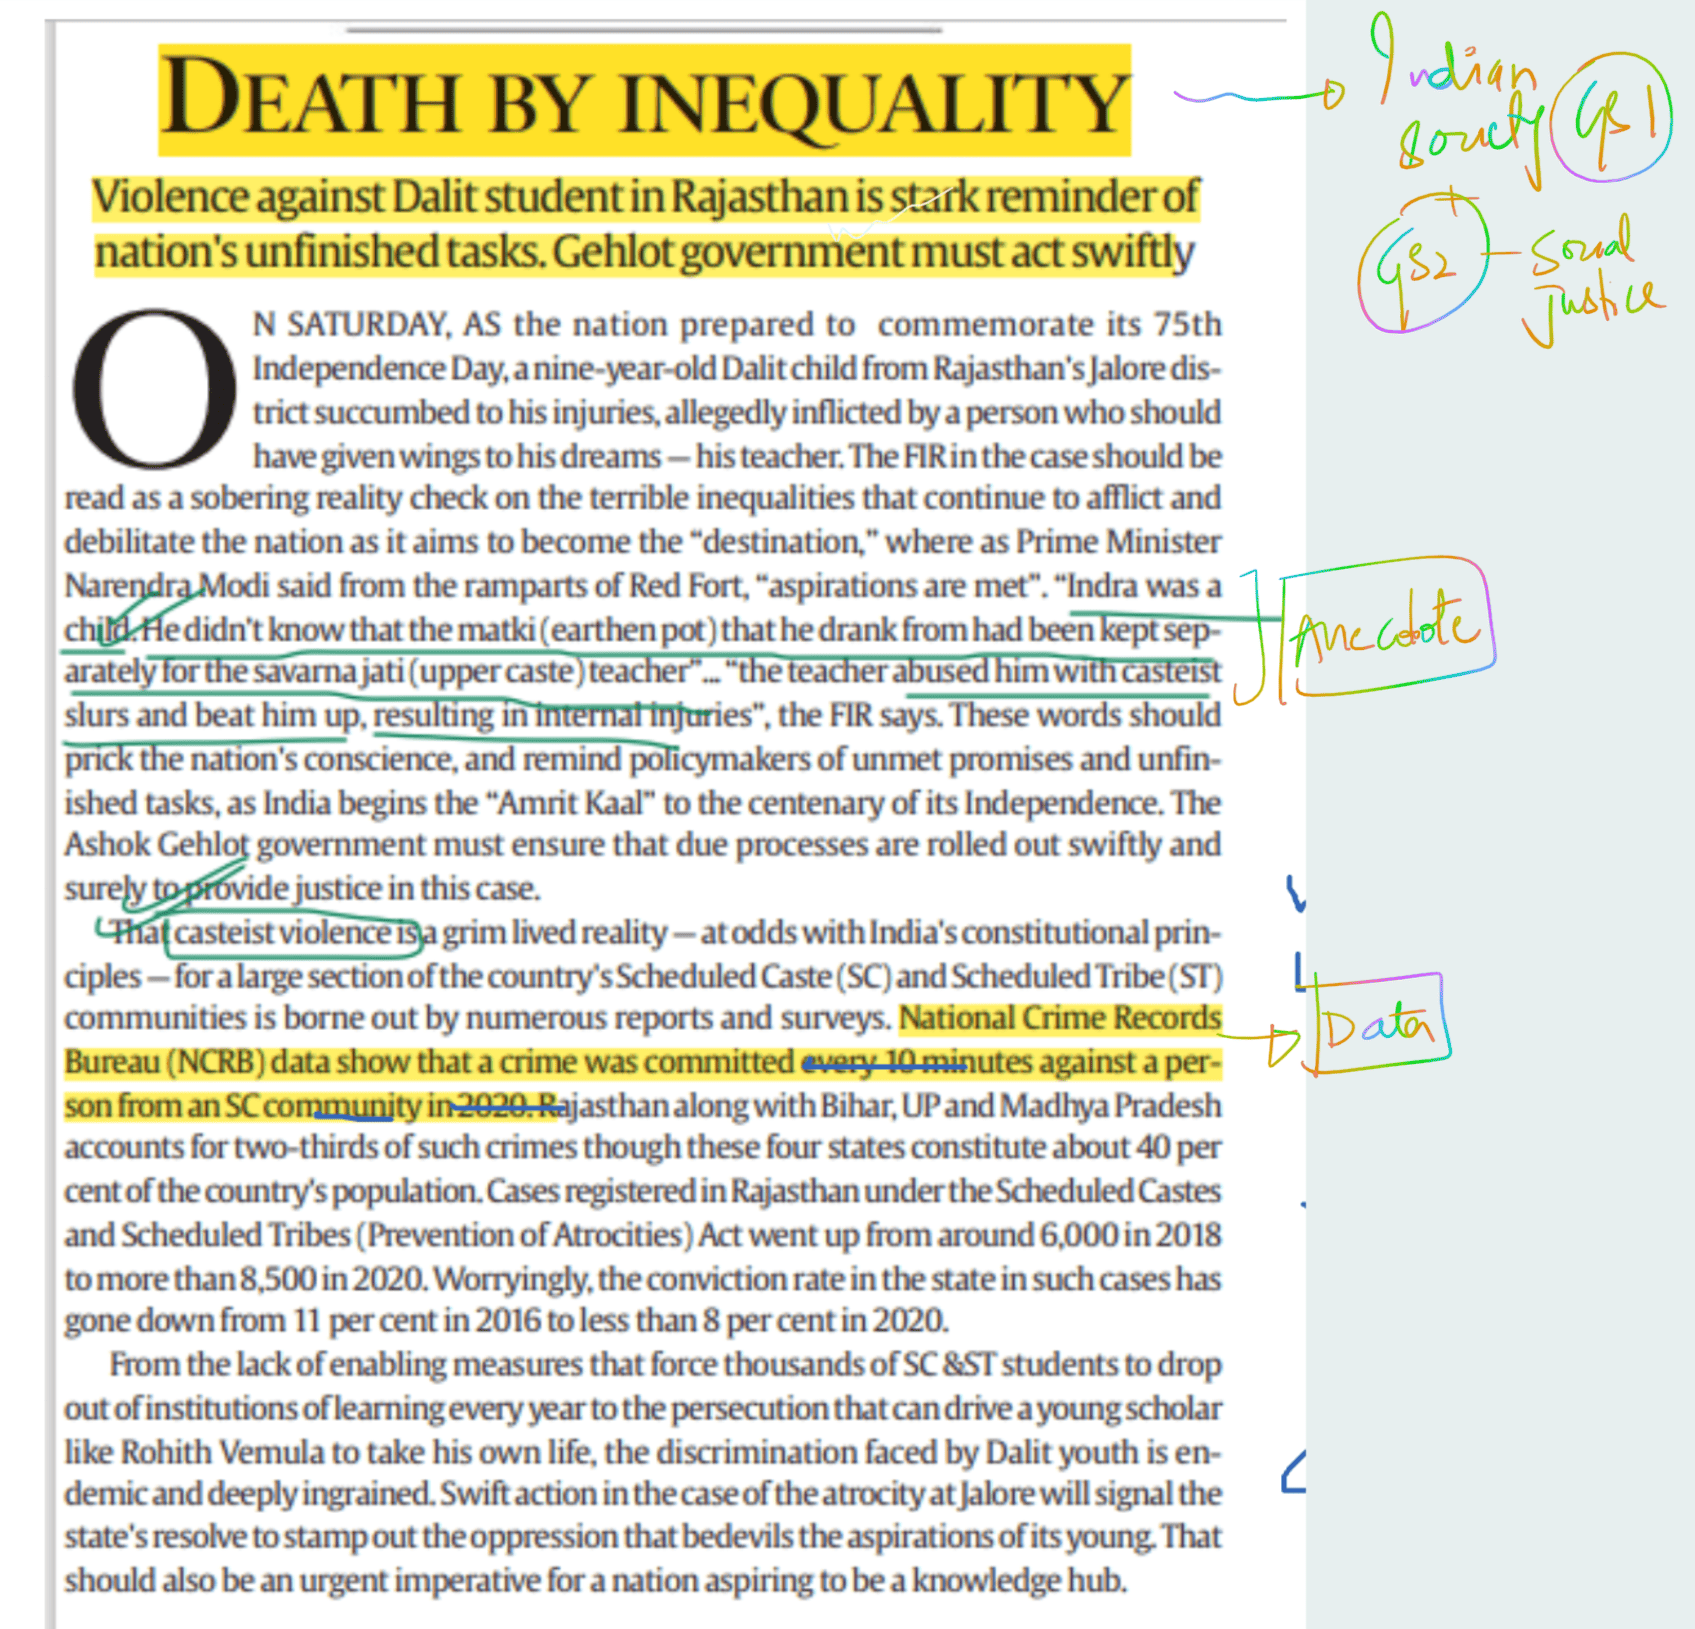 DEATH BY INEQUALITY
Indian
Society GS1
GS2 - Social
Justice
Violence against Dalit student in Rajasthan is stark reminder of
nation's unfinished tasks. Gehlot government must act swiftly
ON SATURDAY, AS the nation prepared to commemorate its 75th
Independence Day, a nine-year-old Dalit child from Rajasthan's Jalore dis-
trict succumbed to his injuries, allegedly inflicted by a person who should
have given wings to his dreams — his teacher. The FIR in the case should be
read as a sobering reality check on the terrible inequalities that continue to afflict and
debilitate the nation as it aims to become the “destination,” where as Prime Minister
Narendra Modi said from the ramparts of Red Fort, “aspirations are met”. “Indra was a
child. He didn't know that the matki (earthen pot) that he drank from had been kept sep-
arately for the savarna jati (upper caste) teacher”... “the teacher abused him with casteist
slurs and beat him up, resulting in internal injuries”, the FIR says. These words should
prick the nation's conscience, and remind policymakers of unmet promises and unfin-
ished tasks, as India begins the “Amrit Kaal” to the centenary of its Independence. The
Ashok Gehlot government must ensure that due processes are rolled out swiftly and
surely to provide justice in this case.
Anecdote
That casteist violence is a grim lived reality — at odds with India's constitutional prin-
ciples — for a large section of the country's Scheduled Caste (SC) and Scheduled Tribe (ST)
communities is borne out by numerous reports and surveys. National Crime Records
Bureau (NCRB) data show that a crime was committed every 10 minutes against a per-
son from an SC community in 2020. Rajasthan along with Bihar, UP and Madhya Pradesh
accounts for two-thirds of such crimes though these four states constitute about 40 per
cent of the country's population. Cases registered in Rajasthan under the Scheduled Castes
and Scheduled Tribes (Prevention of Atrocities) Act went up from around 6,000 in 2018
to more than 8,500 in 2020. Worryingly, the conviction rate in the state in such cases has
gone down from 11 per cent in 2016 to less than 8 per cent in 2020.
Data
From the lack of enabling measures that force thousands of SC &ST students to drop
out of institutions of learning every year to the persecution that can drive a young scholar
like Rohith Vemula to take his own life, the discrimination faced by Dalit youth is en-
demic and deeply ingrained. Swift action in the case of the atrocity at Jalore will signal the
state's resolve to stamp out the oppression that bedevils the aspirations of its young. That
should also be an urgent imperative for a nation aspiring to be a knowledge hub.